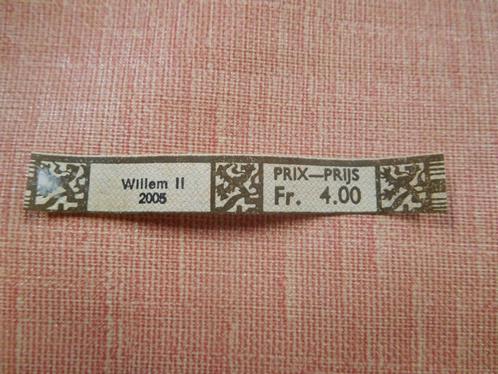 Willem II
2005
PRIX—PRIJS
Fr. 4.00